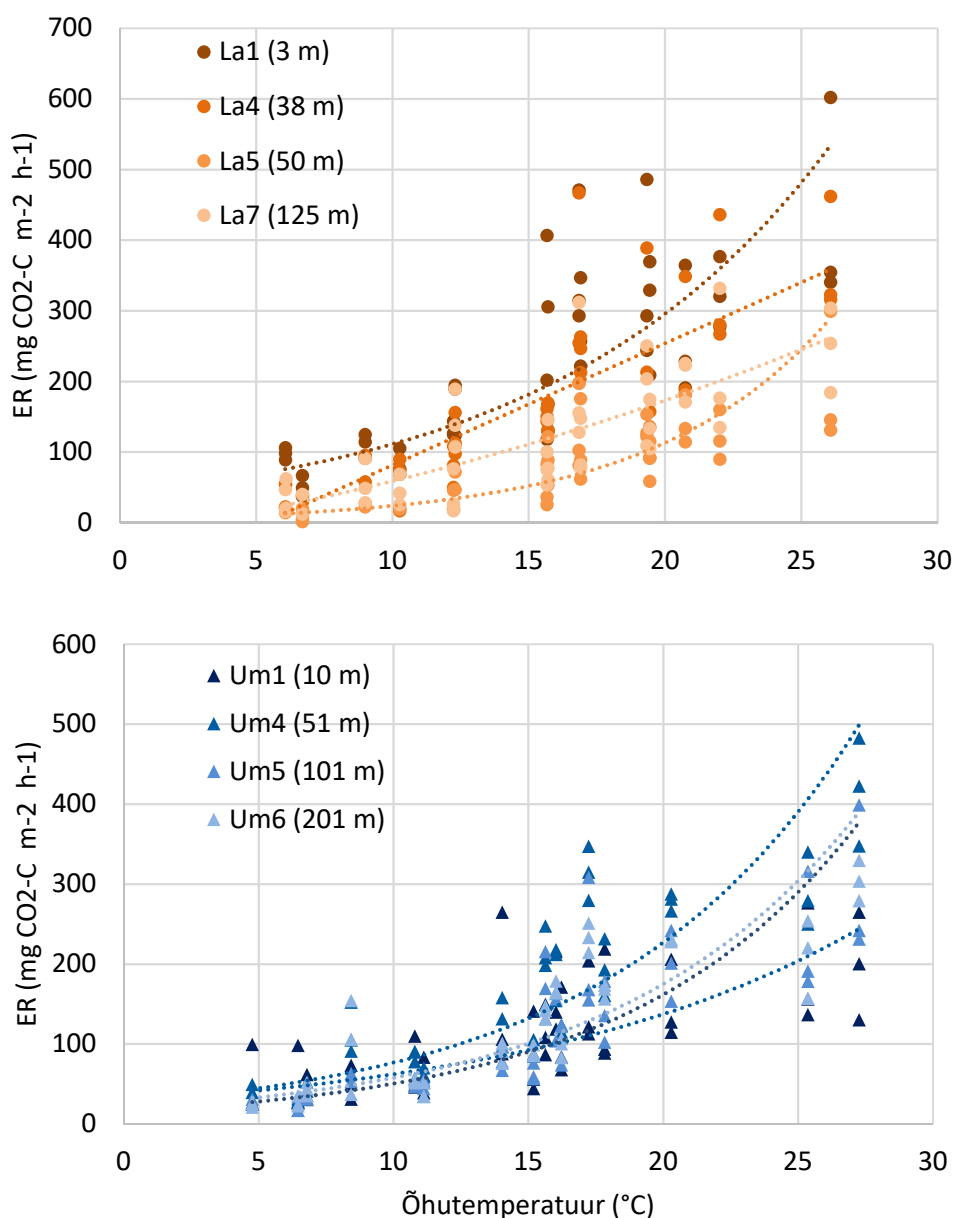 700
600
500
400
300
200
100
0
ER (mg CO2-C m-2 h-1)
La1 (3 m)
La4 (38 m)
La5 (50 m)
La7 (125 m)
0 5 10 15 20 25 30
600
500
400
300
200
100
0
ER (mg CO2-C m-2 h-1)
Um1 (10 m)
Um4 (51 m)
Um5 (101 m)
Um6 (201 m)
0 5 10 15 20 25 30
Õhutemperatuur (°C)